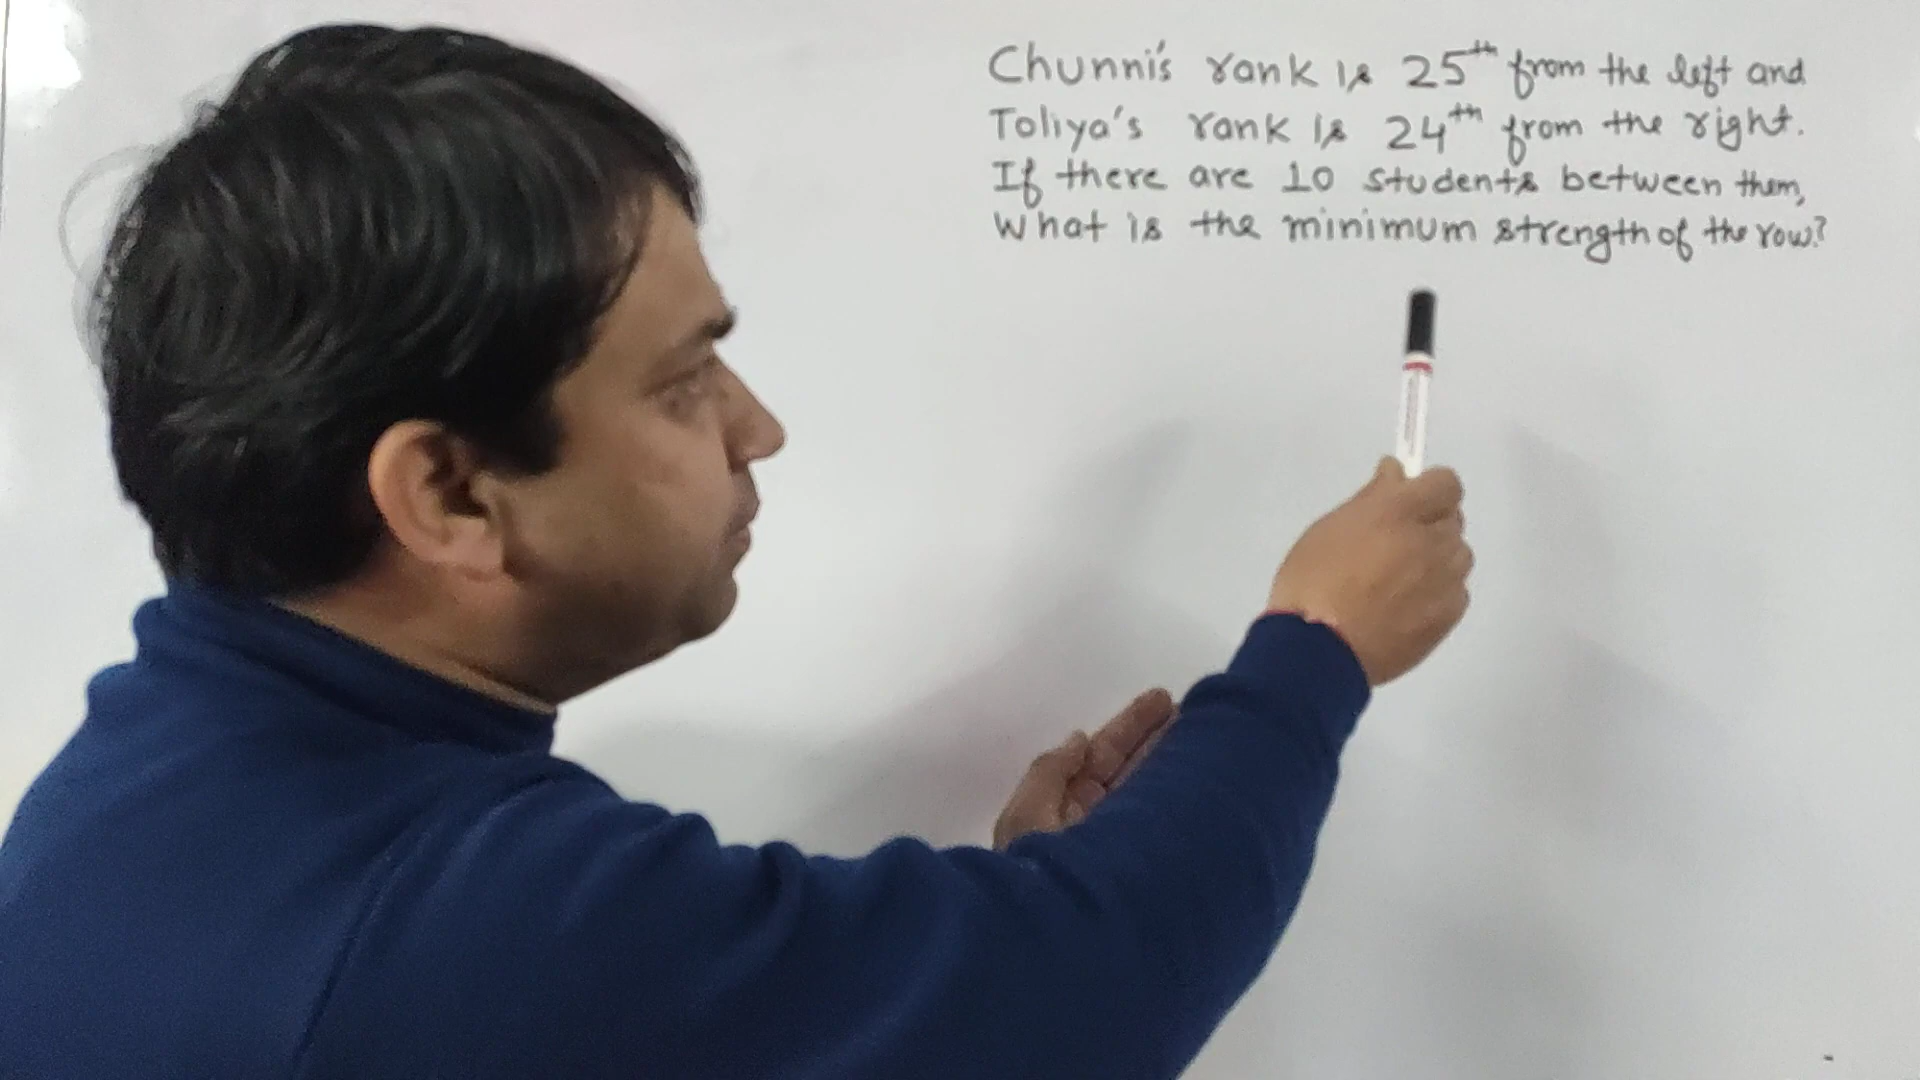 Chunni's rank is 25th from the left and
Toliya's rank is 24th from the right.
If there are 10 students between them,
What is the minimum strength of the row?